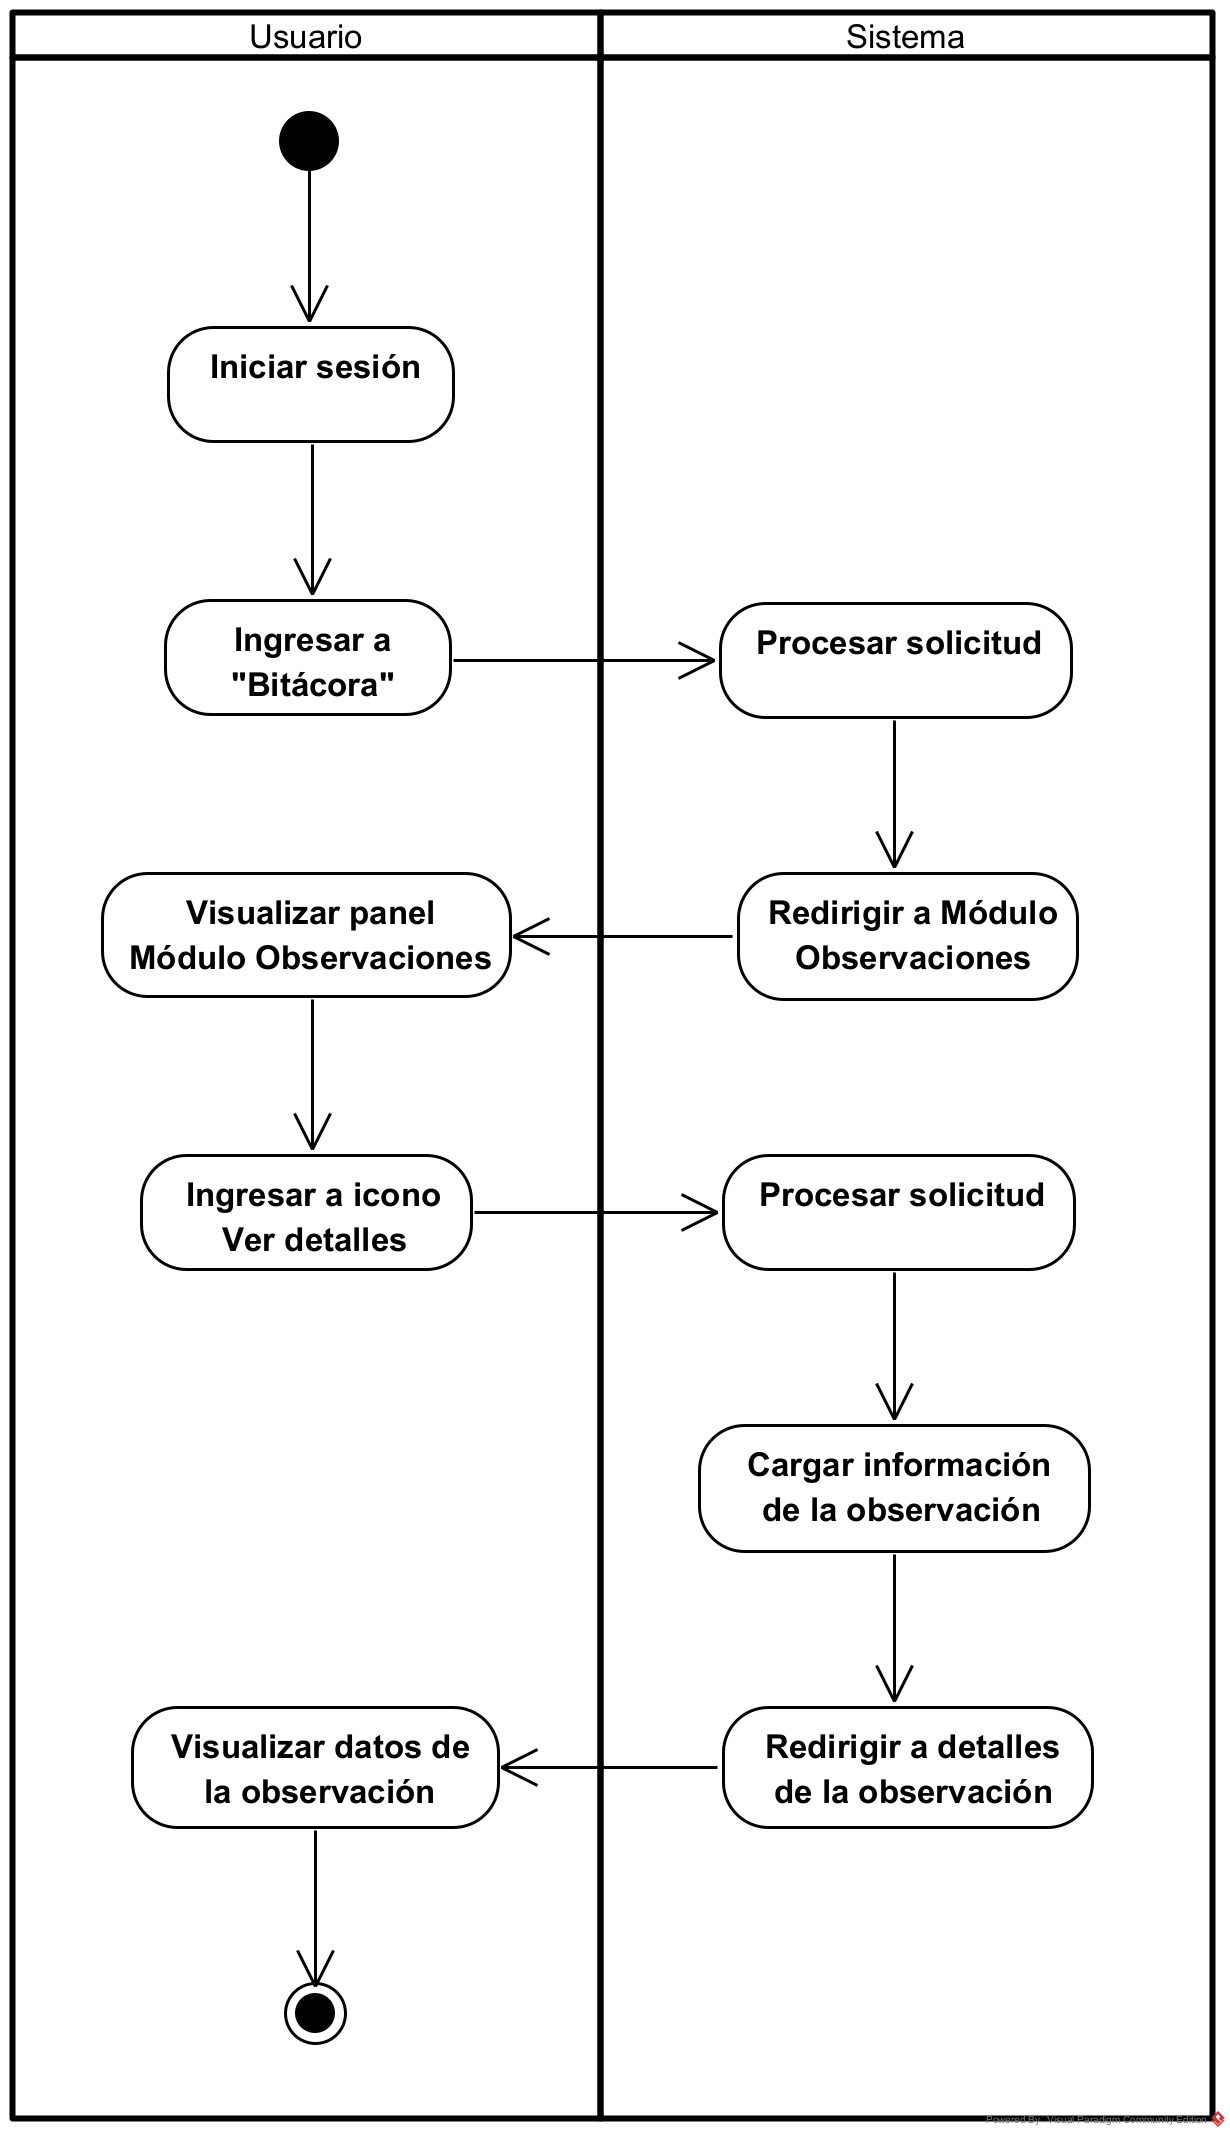 Usuario
Sistema
Iniciar sesión
Ingresar a
"Bitácora"
Procesar solicitud
Visualizar panel
Módulo Observaciones
Redirigir a Módulo
Observaciones
Ingresar a icono
Ver detalles
Procesar solicitud
Cargar información
de la observación
Visualizar datos de
la observación
Redirigir a detalles
de la observación
Powered By Visual Paradigm Community Edition